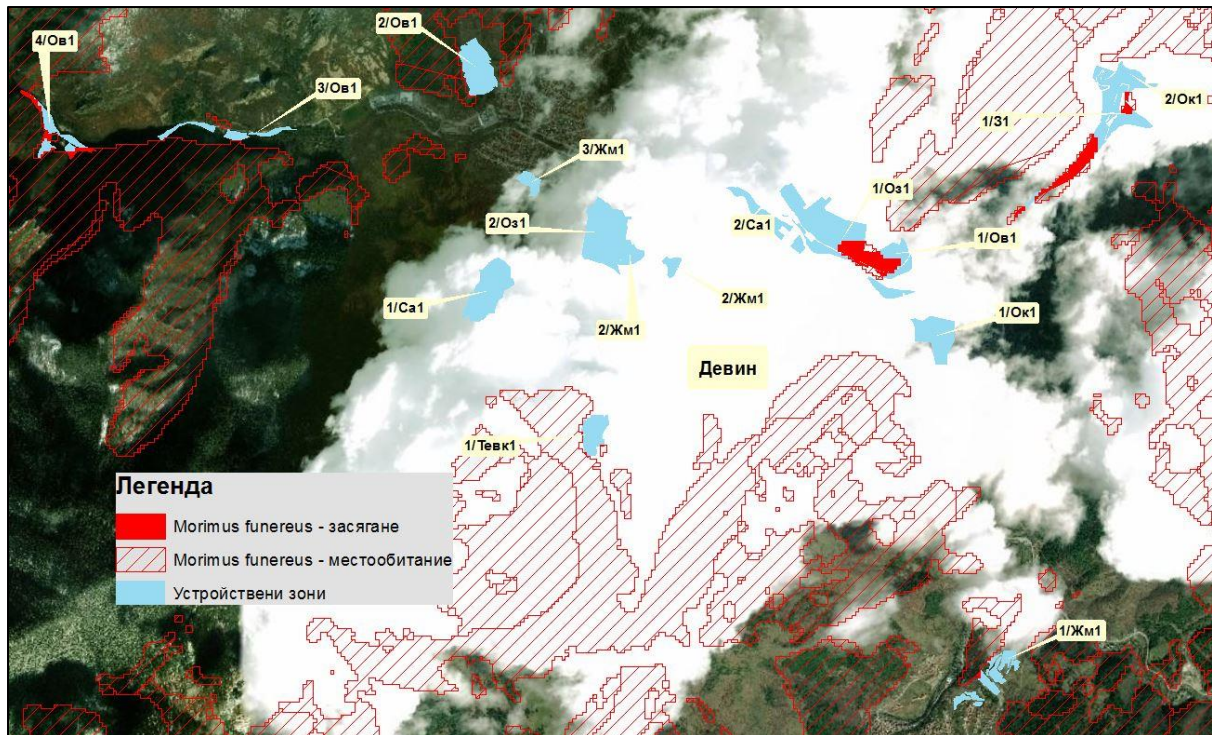 4/Ов1
2/Ов1
3/Ов1
2/Ок1
1/З1
3/Жм1
1/Оз1
2/Оз1
2/Са1
1/Ов1
1/Са1
2/Жм1
2/Жм1
1/Ок1
Девин
1/Тевк1
Легенда
Morimus funereus - засягане
Morimus funereus - местообитание
Устройствени зони
1/Жм1